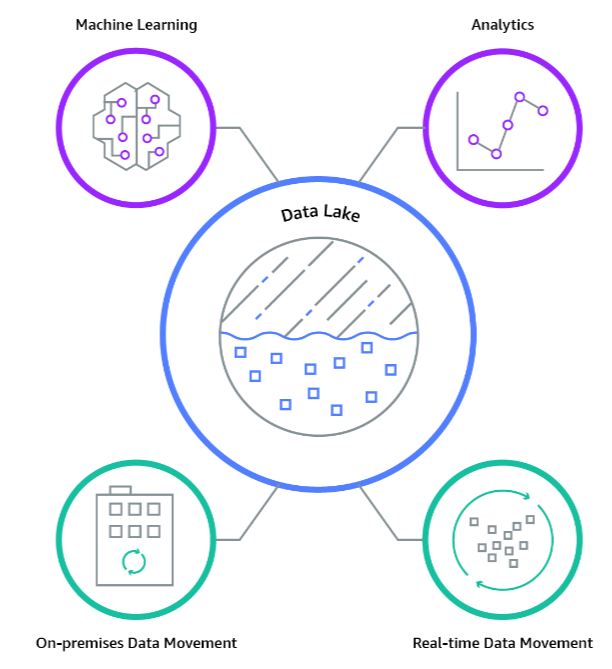 Machine Learning
Analytics
Data Lake
On-premises Data Movement
Real-time Data Movement